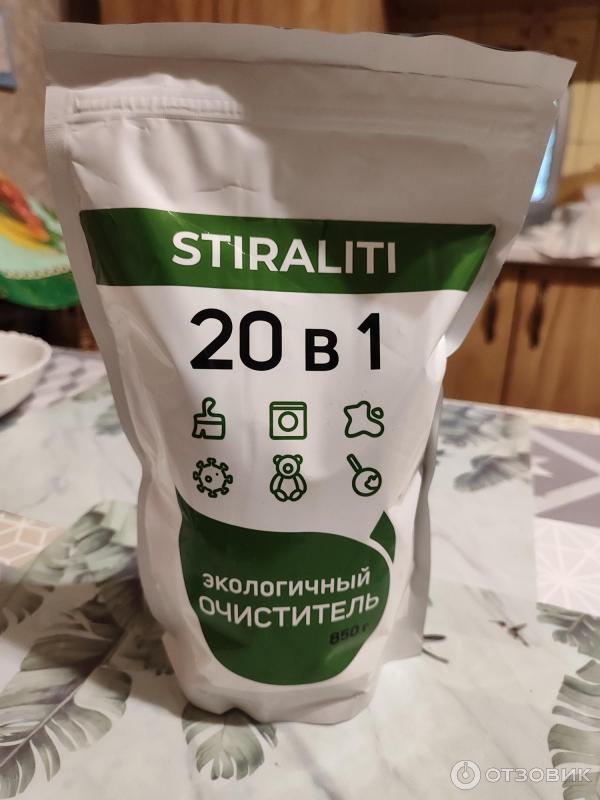 STIRALITI
20 в 1
экологичный
ОЧИСТИТЕЛЬ
850 г
ОТЗОВИК